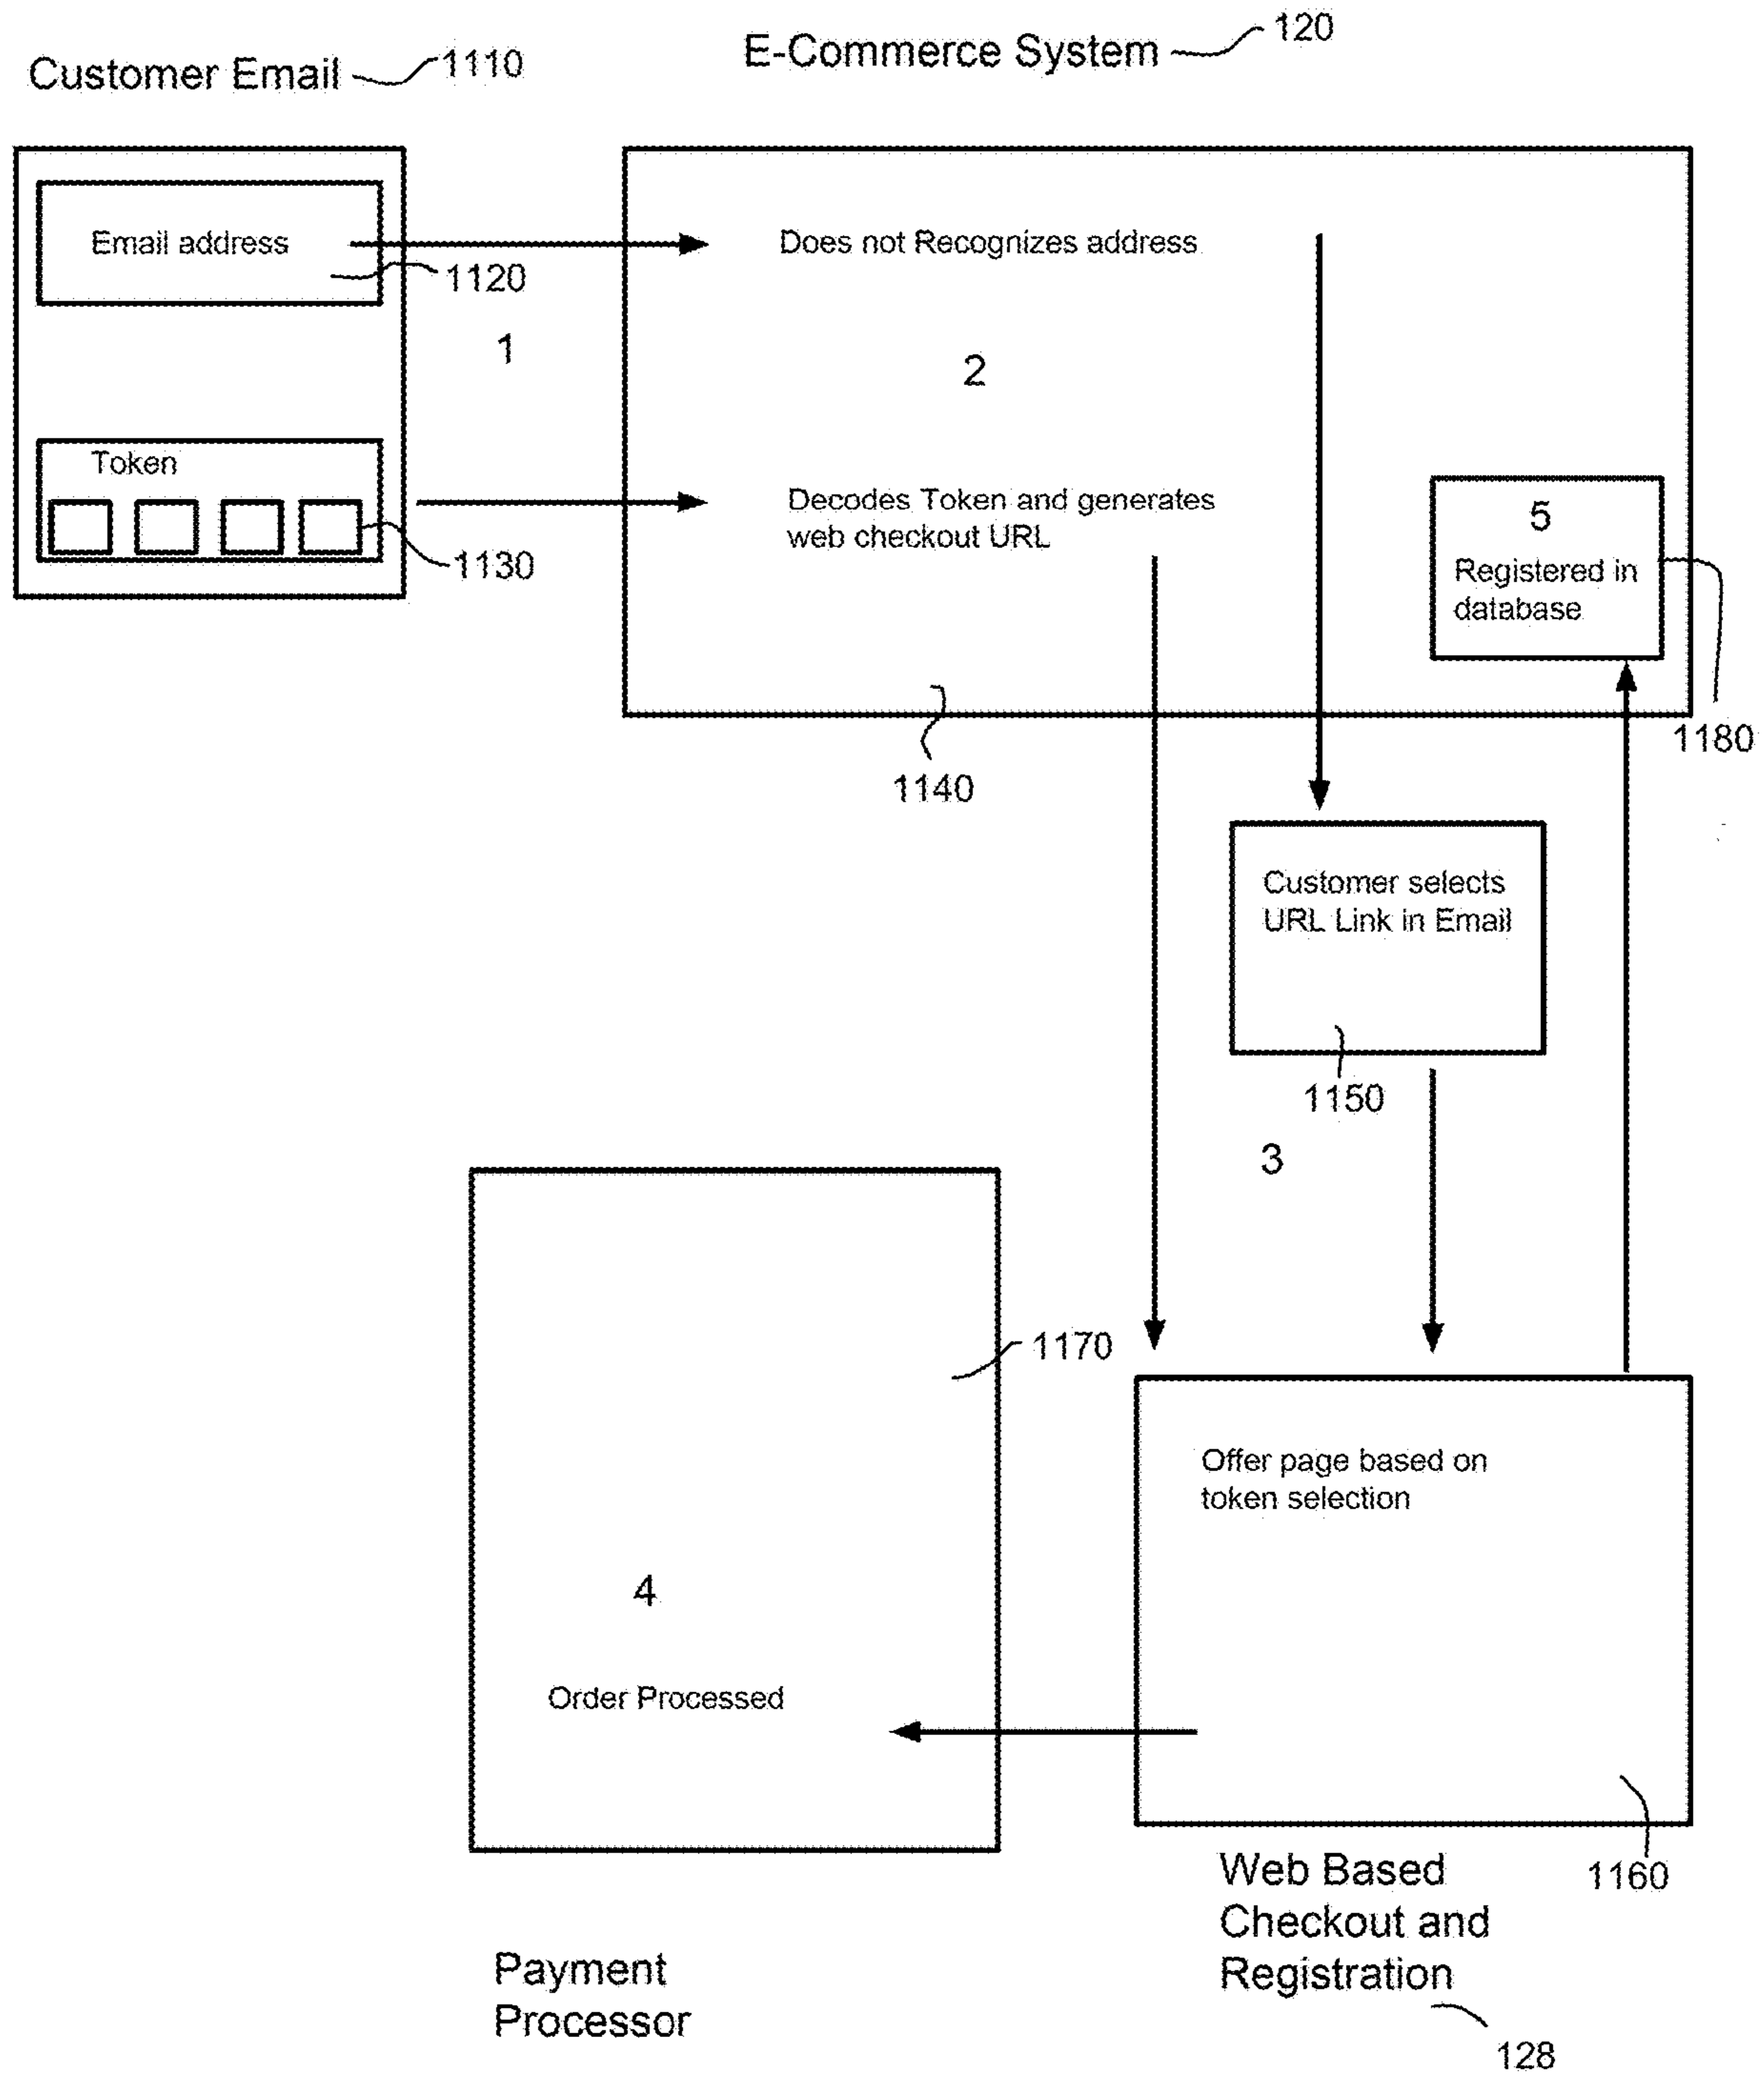 Customer Email
1110
E-Commerce System
120
Email address
1120
Does not Recognizes address
1
2
Token
1130
Decodes Token and generates
web checkout URL
5
Registered in
database
1180
1140
Customer selects
URL Link in Email
1150
3
1170
Offer page based on
token selection
4
Order Processed
1160
Web Based
Checkout and
Registration
128
Payment
Processor